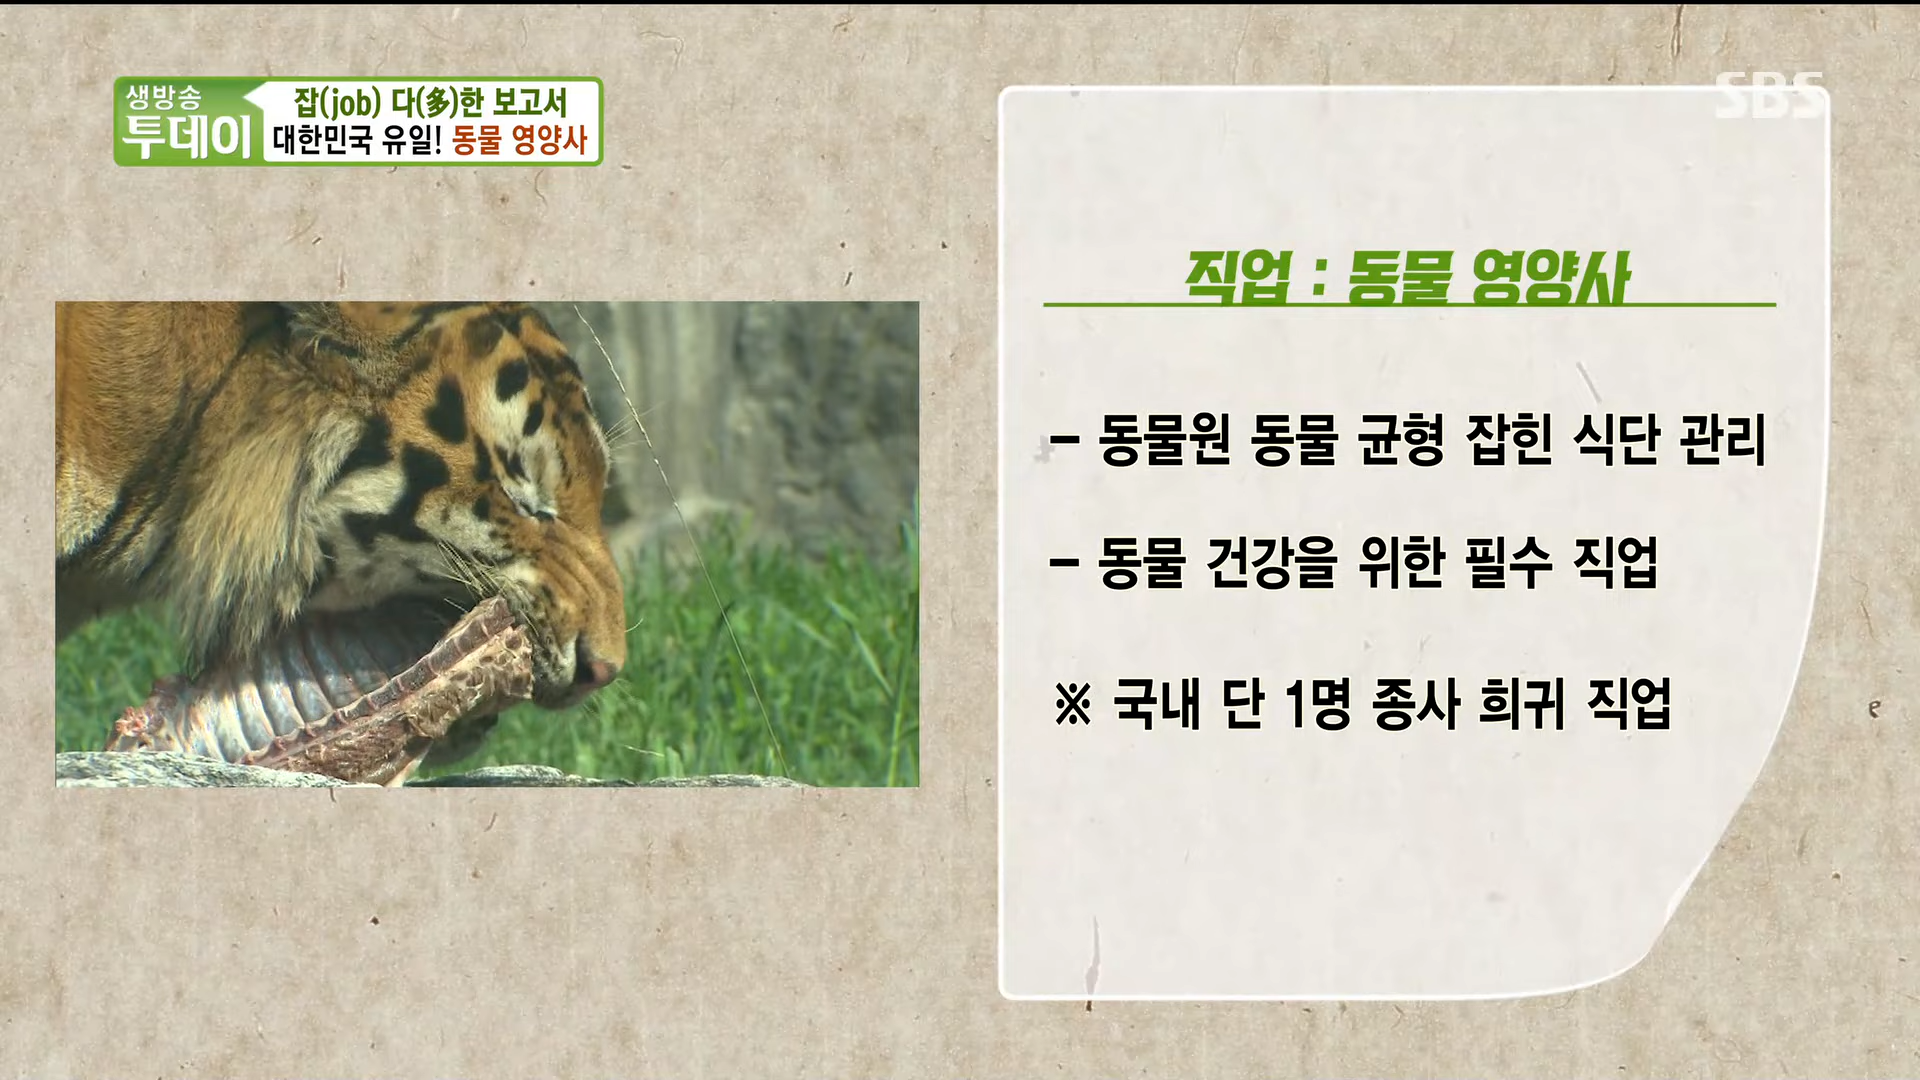 생방송
투데이
잡(job) 다(多)한 보고서
대한민국 유일! 동물 영양사
SBS
직업 : 동물 영양사
- 동물원 동물 균형 잡힌 식단 관리
- 동물 건강을 위한 필수 직업
※ 국내 단 1명 종사 희귀 직업